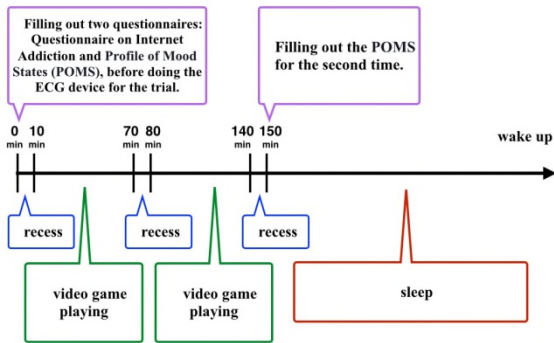 Filling out two questionnaires:
Questionnaire on Internet
Addiction and Profile of Mood
States (POMS), before doing the
ECG device for the trial.
Filling out the POMS
for the second time.
0 10 70 80 140 150
min min min min min min
wake up
recess recess recess
video game
playing
video game
playing
sleep